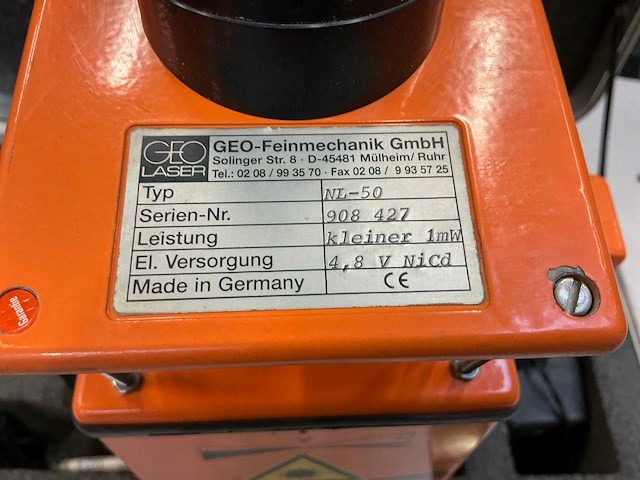 GEO
LASER
GEO-Feinmechanik GmbH
Solinger Str. 8 · D-45481 Mülheim/ Ruhr
Tel.: 02 08 / 99 35 70 · Fax 02 08 / 9 93 57 25
Typ NL-50
Serien-Nr. 908 427
Leistung kleiner 1mW
El. Versorgung 4,8 V NiCd
Made in Germany CE
Garantie